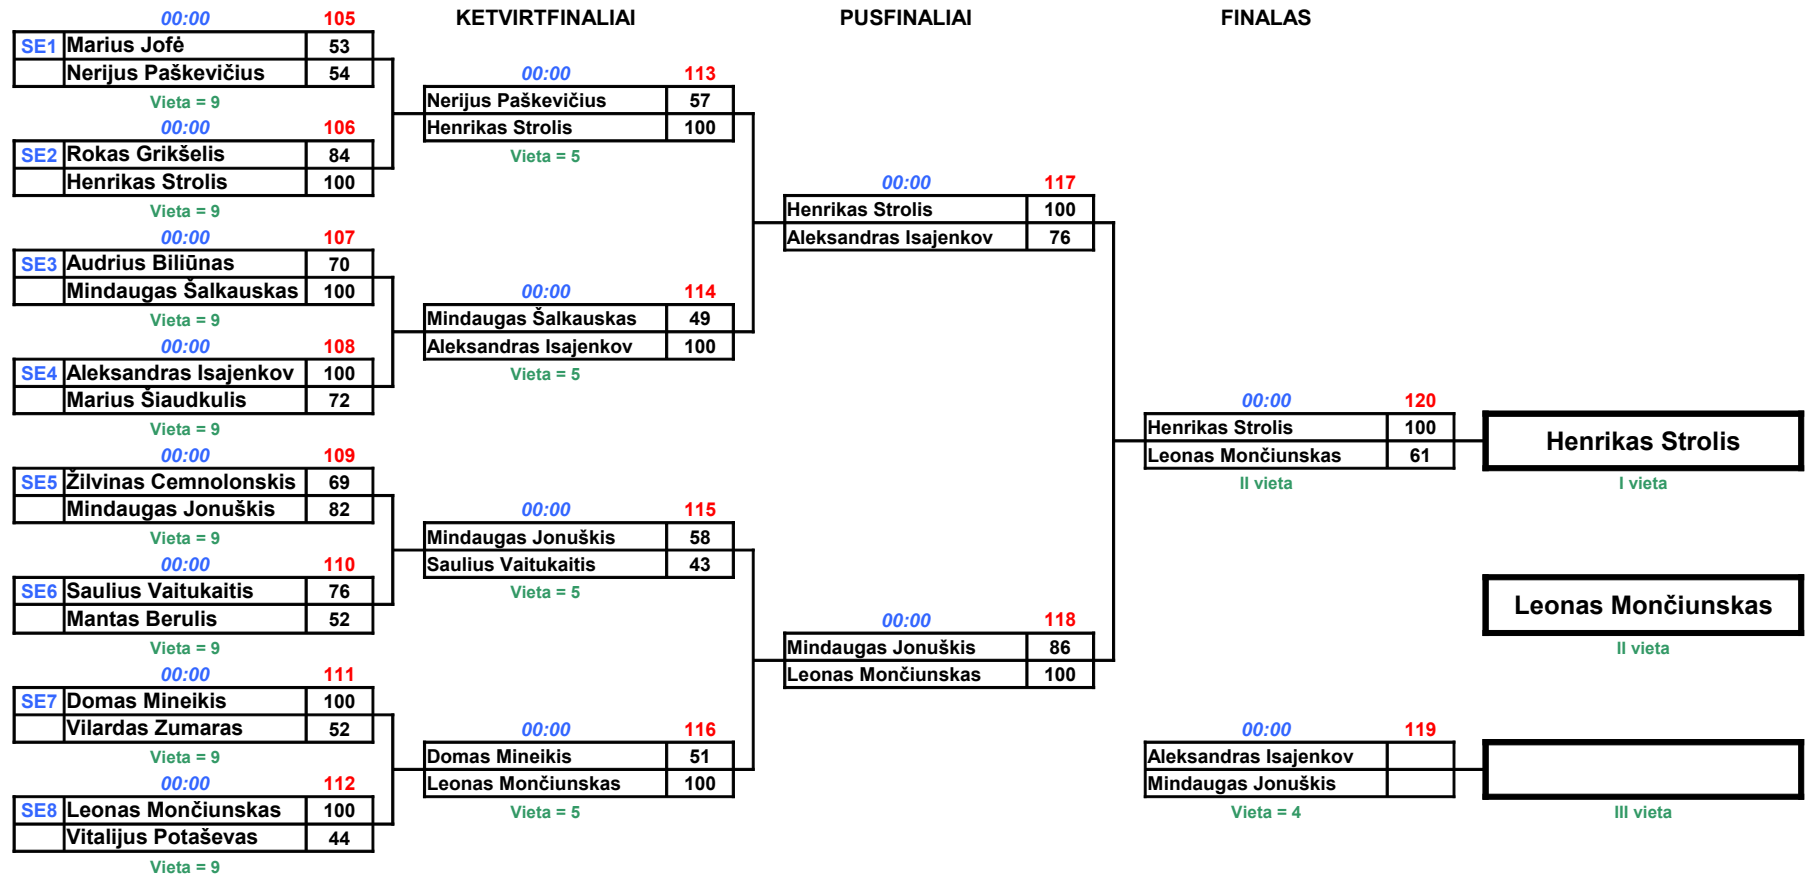 00:00 105 KETVIRTFINALIAI PUSFINALIAI FINALAS
SE1 Marius Jofė 53
Nerijus Paškevičius 54
Vieta = 9
00:00 106
SE2 Rokas Grikšelis 84
Henrikas Strolis 100
Vieta = 9
00:00 107
SE3 Audrius Biliūnas 70
Mindaugas Šalkauskas 100
Vieta = 9
00:00 108
SE4 Aleksandras Isajenkov 100
Marius Šiaudkulis 72
Vieta = 9
00:00 109
SE5 Žilvinas Cemnolonskis 69
Mindaugas Jonuškis 82
Vieta = 9
00:00 110
SE6 Saulius Vaitukaitis 76
Mantas Berulis 52
Vieta = 9
00:00 111
SE7 Domas Mineikis 100
Vilardas Zumaras 52
Vieta = 9
00:00 112
SE8 Leonas Mončiunskas 100
Vitalijus Potaševas 44
Vieta = 9
00:00 113
Nerijus Paškevičius 57
Henrikas Strolis 100
Vieta = 5
00:00 114
Mindaugas Šalkauskas 49
Aleksandras Isajenkov 100
Vieta = 5
00:00 115
Mindaugas Jonuškis 58
Saulius Vaitukaitis 43
Vieta = 5
00:00 116
Domas Mineikis 51
Leonas Mončiunskas 100
Vieta = 5
00:00 117
Henrikas Strolis 100
Aleksandras Isajenkov 76
00:00 118
Mindaugas Jonuškis 86
Leonas Mončiunskas 100
00:00 120
Henrikas Strolis 100
Leonas Mončiunskas 61
II vieta
Henrikas Strolis
I vieta
Leonas Mončiunskas
II vieta
00:00 119
Aleksandras Isajenkov
Mindaugas Jonuškis
Vieta = 4
III vieta